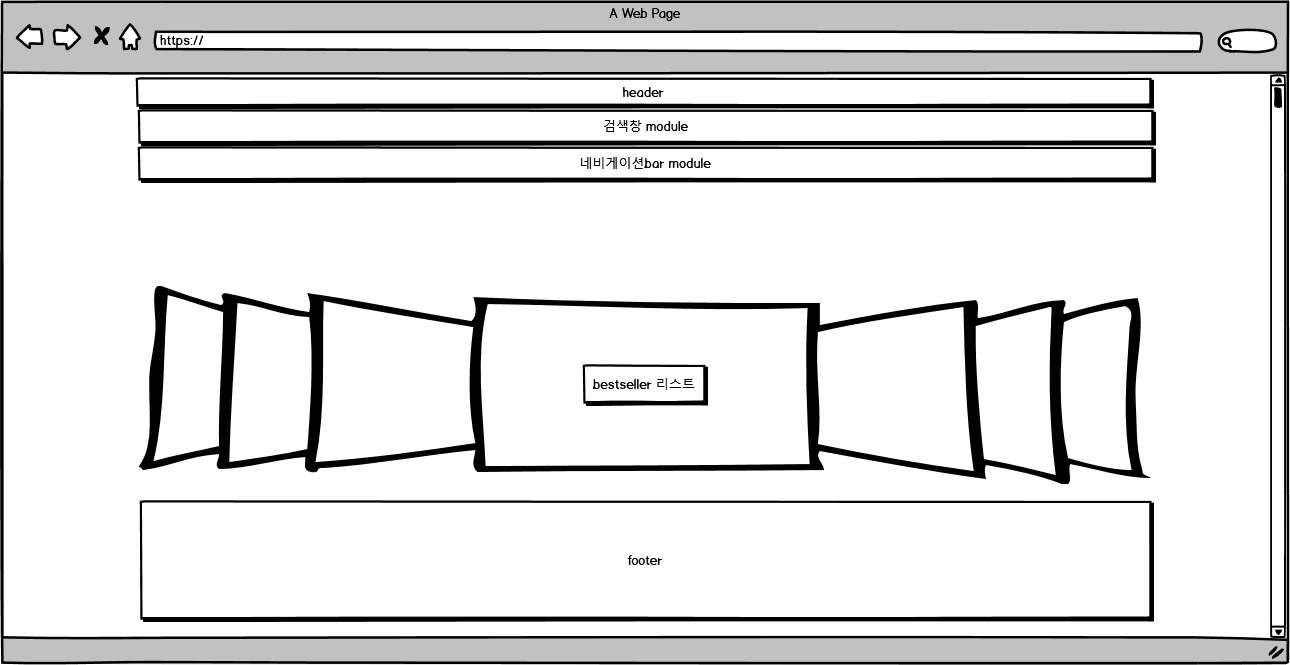 A Web Page
https://
header
검색창 module
네비게이션bar module
bestseller 리스트
footer